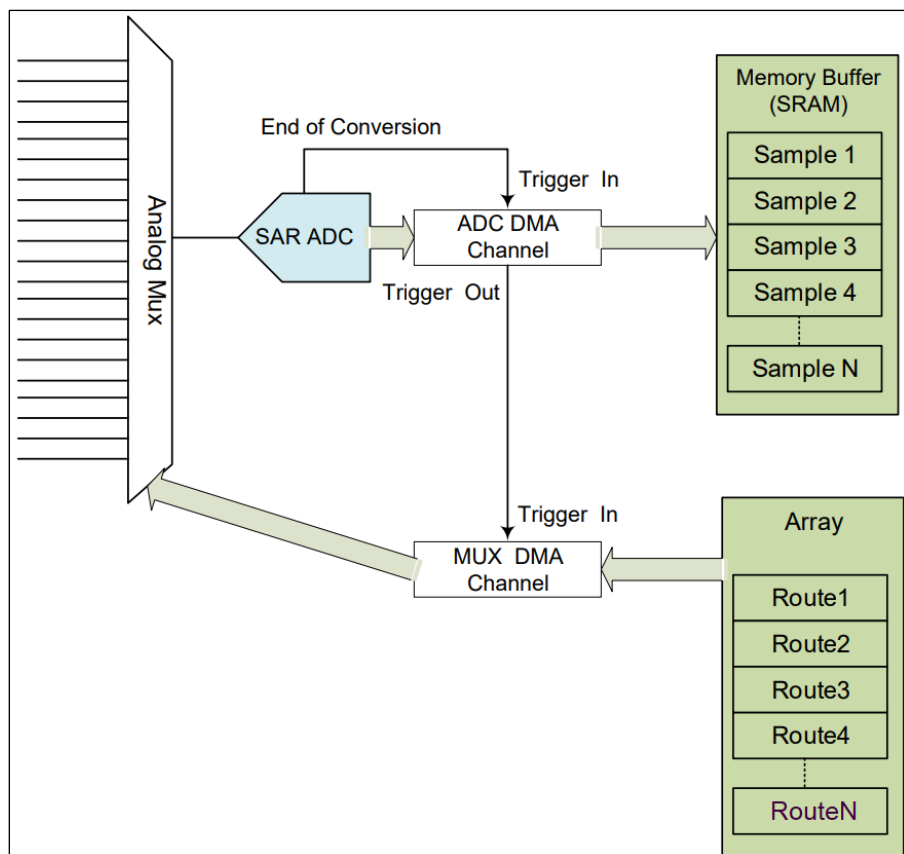 Memory Buffer
(SRAM)
Sample 1
Sample 2
Sample 3
Sample 4
Sample N
End of Conversion
Trigger In
Analog Mux
SAR ADC
ADC DMA
Channel
Trigger Out
Trigger In
MUX DMA
Channel
Array
Route1
Route2
Route3
Route4
RouteN